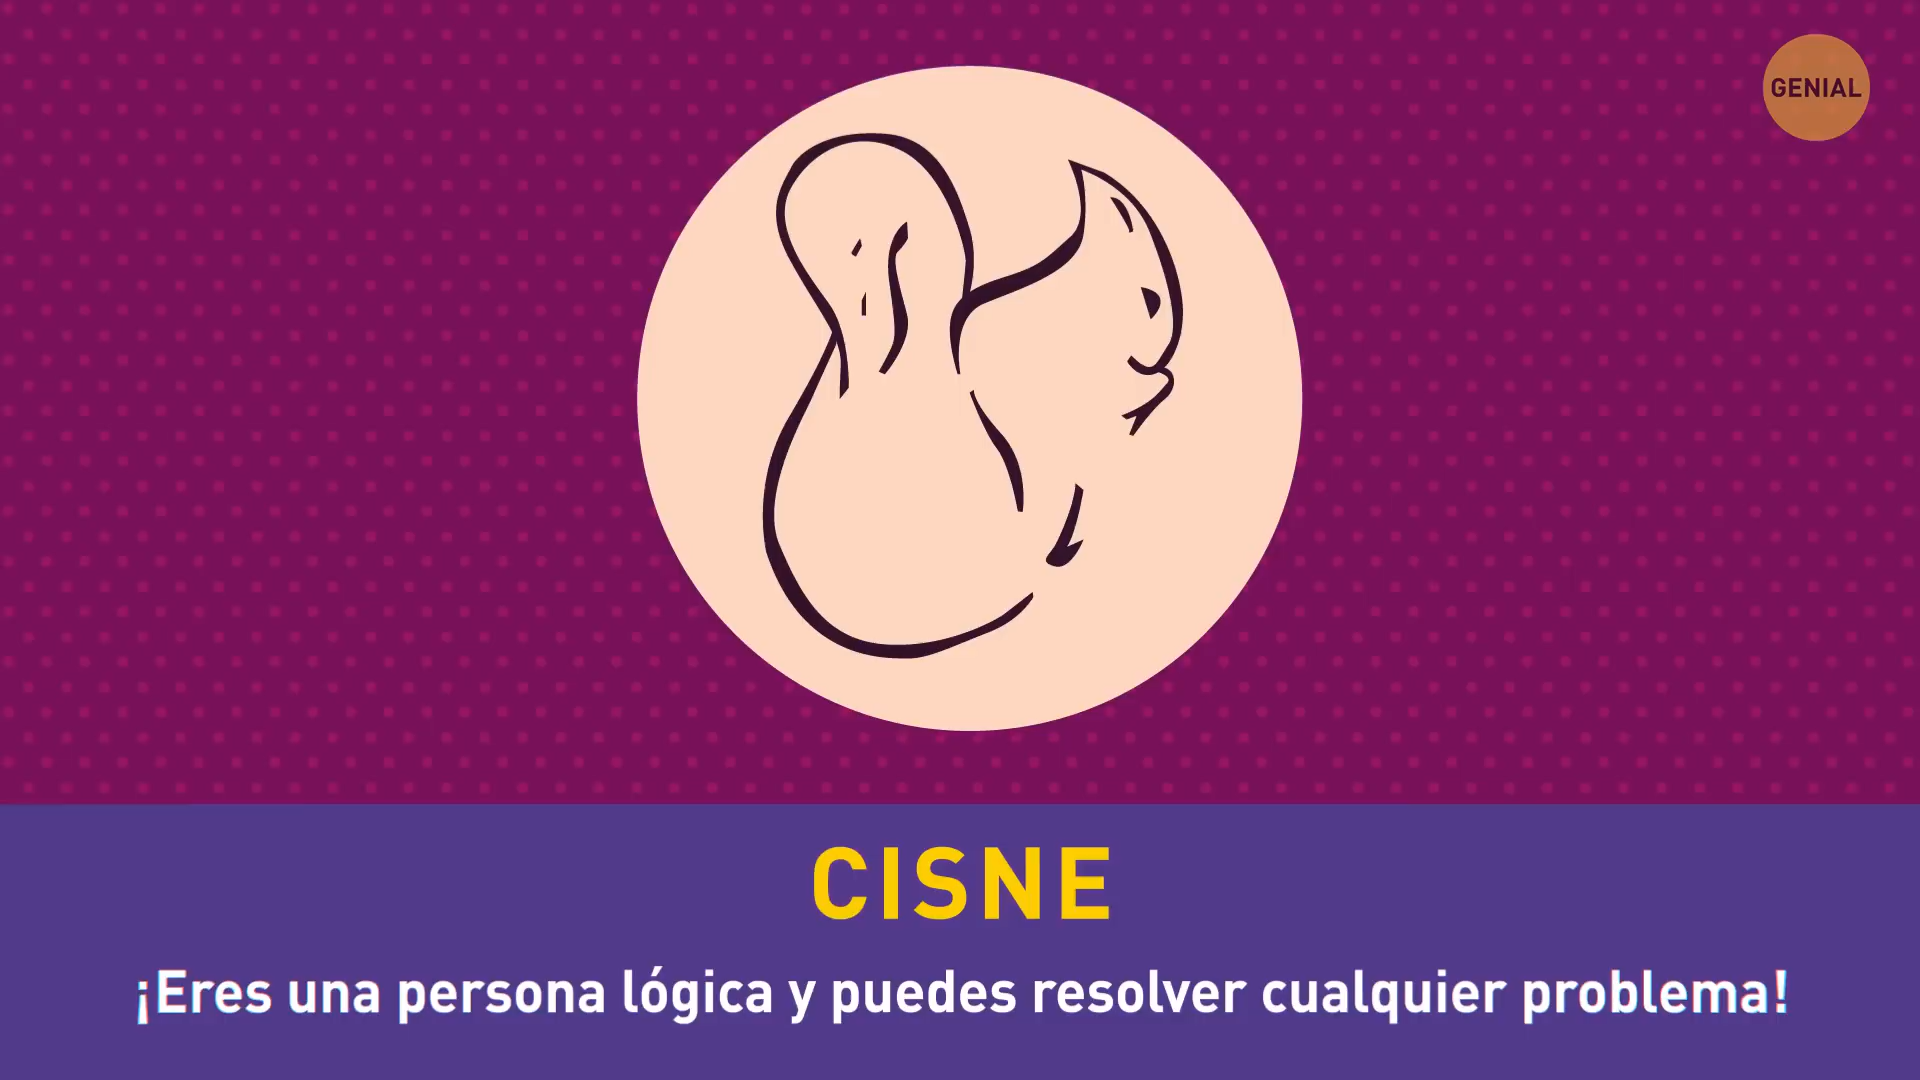 GENIAL
CISNE
¡Eres una persona lógica y puedes resolver cualquier problema!